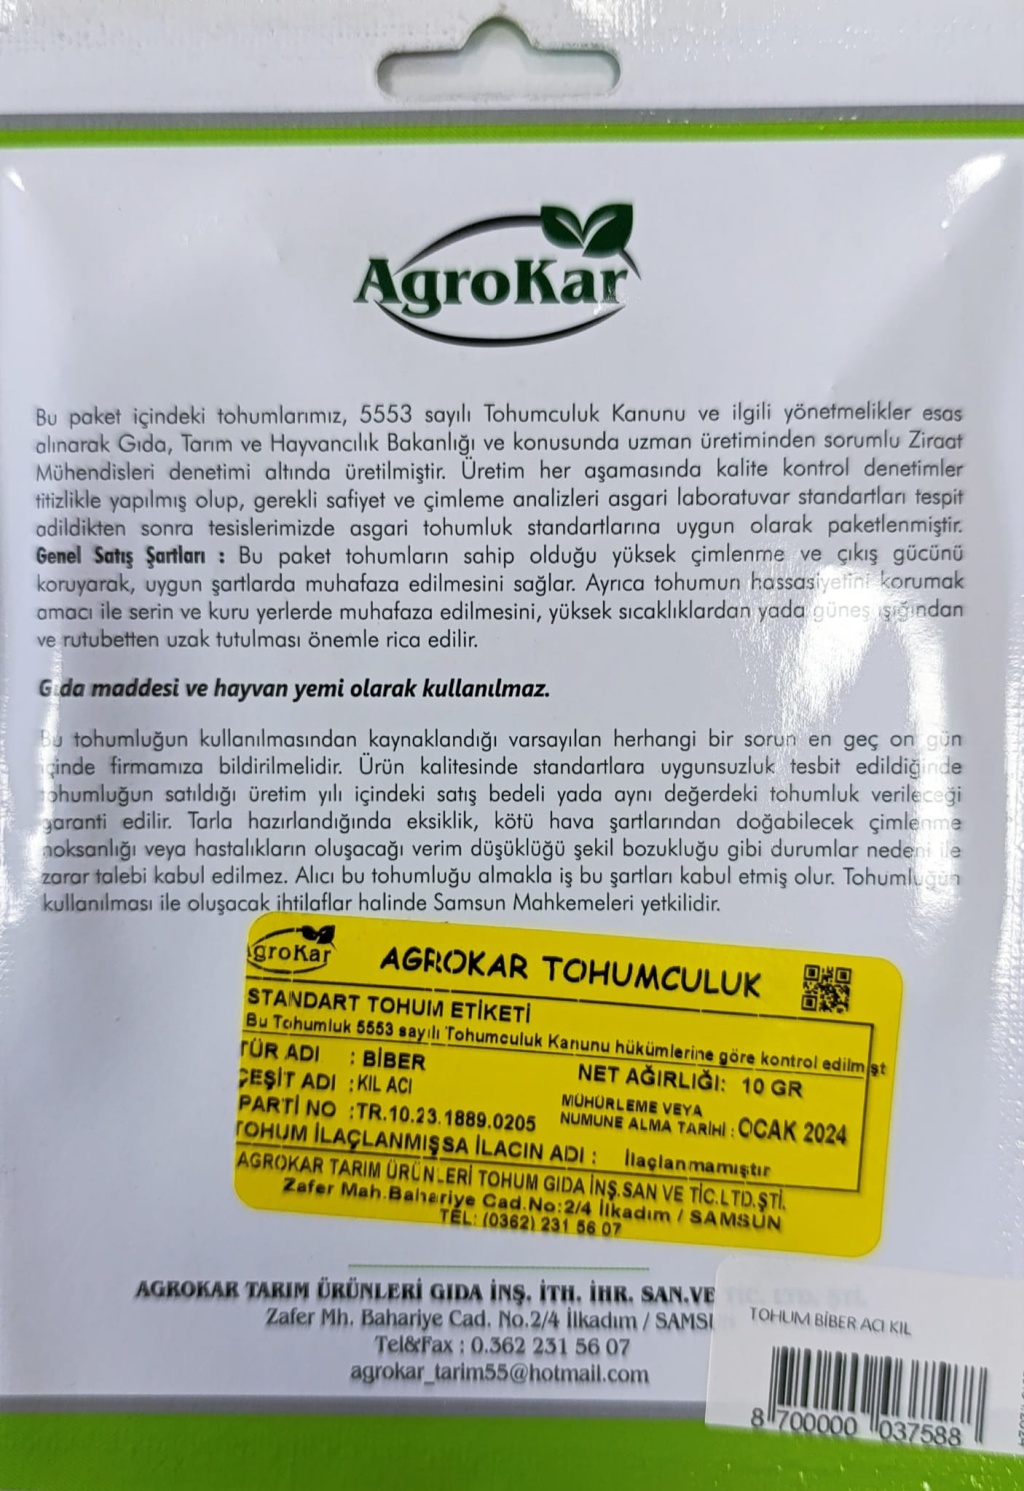 AgroKar
Bu paket içindeki tohumlarımız, 5553 sayılı Tohumculuk Kanunu ve ilgili yönetmelikler esas
alınarak Gıda, Tarım ve Hayvancılık Bakanlığı ve konusunda uzman üretiminden sorumlu Ziraat
Mühendisleri denetimi altında üretilmiştir. Üretim her aşamasında kalite kontrol denetimler
titizlikle yapılmış olup, gerekli safiyet ve çimleme analizleri asgari laboratuvar standartları tespit
adildikten sonra tesislerimizde asgari tohumluk standartlarına uygun olarak paketlenmiştir.
Genel Satış Şartları : Bu paket tohumların sahip olduğu yüksek çimlenme ve çıkış gücünü
koruyarak, uygun şartlarda muhafaza edilmesini sağlar. Ayrıca tohumun hassasiyetini korumak
amacı ile serin ve kuru yerlerde muhafaza edilmesini, yüksek sıcaklıklardan yada güneş ışığından
ve rutubetten uzak tutulması önemle rica edilir.
Gıda maddesi ve hayvan yemi olarak kullanılmaz.
Bu tohumluğun kullanılmasından kaynaklandığı varsayılan herhangi bir sorun en geç on gün
içinde firmamıza bildirilmelidir. Ürün kalitesinde standartlara uygunsuzluk tesbit edildiğinde
tohumluğun satıldığı üretim yılı içindeki satış bedeli yada aynı değerdeki tohumluk verileceği
garanti edilir. Tarla hazırlandığında eksiklik, kötü hava şartlarından doğabilecek çimlenme
noksanlığı veya hastalıkların oluşacağı verim düşüklüğü şekil bozukluğu gibi durumlar nedeni ile
zarar talebi kabul edilmez. Alıcı bu tohumluğu almakla iş bu şartları kabul etmiş olur. Tohumluğun
kullanılması ile oluşacak ihtilaflar halinde Samsun Mahkemeleri yetkilidir.
groKar
AGROKAR TOHUMCULUK
STANDART TOHUM ETİKETİ
Bu Tohumluk 5553 sayılı Tohumculuk Kanunu hükümlerine göre kontrol edilmşt
TÜR ADI : BİBER
NET AĞIRLIĞI: 10 GR
ÇEŞİT ADI : KIL ACI
MÜHÜRLEME VEYA
NUMUNE ALMA TARİHİ : OCAK 2024
PARTİ NO :TR.10.23.1889.0205
TOHUM İLAÇLANMIŞSA İLACIN ADI : İlaçlanmamıştır
AGROKAR TARIM ÜRÜNLERİ TOHUM GIDA İNŞ.SAN VE TİC.LTD.ŞTİ.
Zafer Mah.Bahariye Cad.No:2/4 İlkadım / SAMSUN
TEL: (0362) 231 56 07
AGROKAR TARIM ÜRÜNLERİ GIDA İNŞ. İTH. İHR. SAN.VE TİC. LTD. ŞTİ.
Zafer Mh. Bahariye Cad. No.2/4 İlkadım / SAMSU
Tel&Fax : 0.362 231 56 07
agrokar_tarim55@hotmail.com
TOHUM BİBER ACI KIL
8 700000 037588